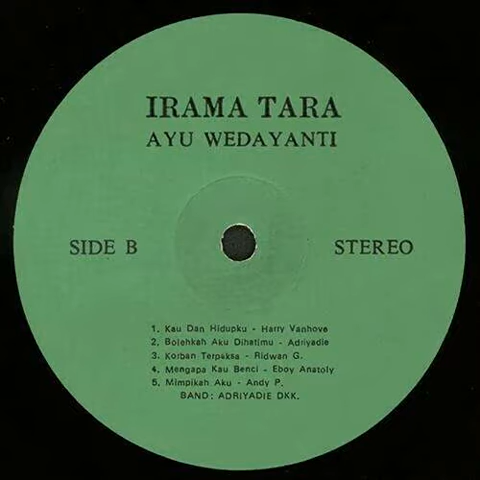 IRAMA TARA
AYU WEDAYANTI
SIDE B
STEREO
1. Kau Dan Hidupku - Harry Vanhove
2. Bolehkah Aku Dihatimu - Adriyadie
3. Korban Terpaksa - Ridwan G.
4. Mengapa Kau Benci - Eboy Anatoly
5. Mimpikah Aku - Andy P.
BAND: ADRIYADIE DKK.